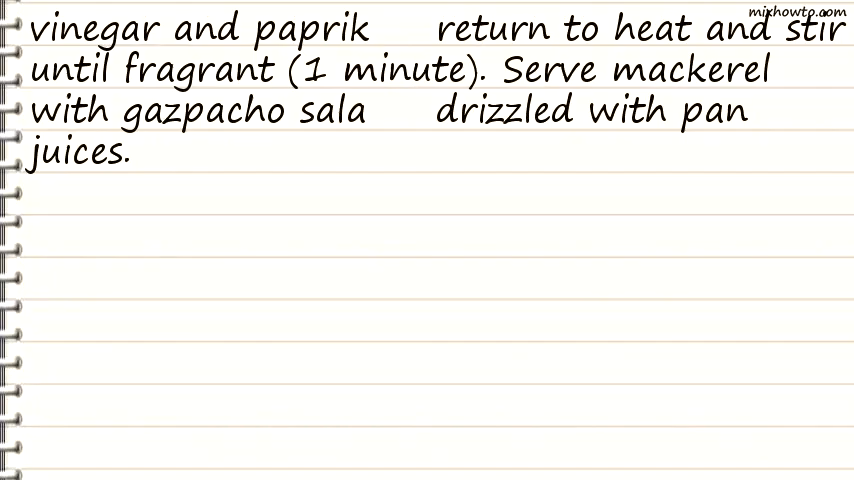 mixhowto.com
vinegar and paprik return to heat and stir
until fragrant (1 minute). Serve mackerel
with gazpacho sala drizzled with pan
juices.